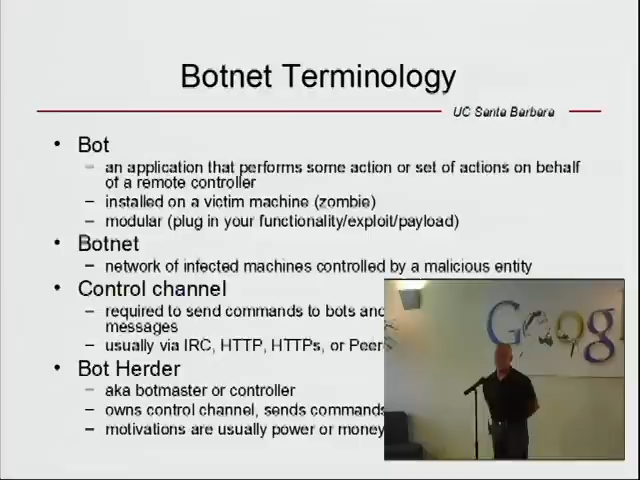 Botnet Terminology
UC Santa Barbara
• Bot
– an application that performs some action or set of actions on behalf
of a remote controller
– installed on a victim machine (zombie)
– modular (plug in your functionality/exploit/payload)
• Botnet
– network of infected machines controlled by a malicious entity
• Control channel
– required to send commands to bots and
messages
– usually via IRC, HTTP, HTTPs, or Peer
• Bot Herder
– aka botmaster or controller
– owns control channel, sends commands
– motivations are usually power or money
Googl